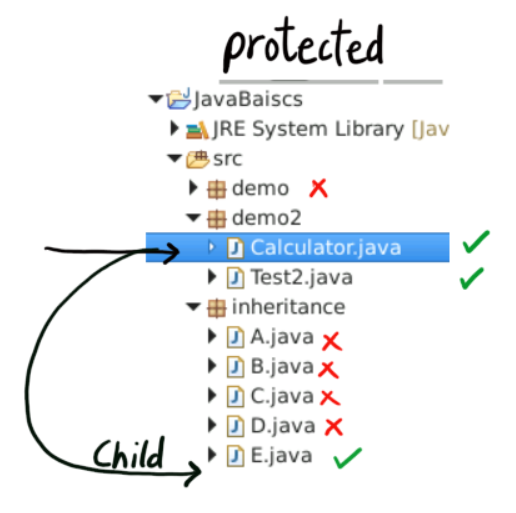 protected
JavaBaiscs
JRE System Library [Jav
src
demo
demo2
Calculator.java
Test2.java
inheritance
A.java
B.java
C.java
D.java
Child E.java